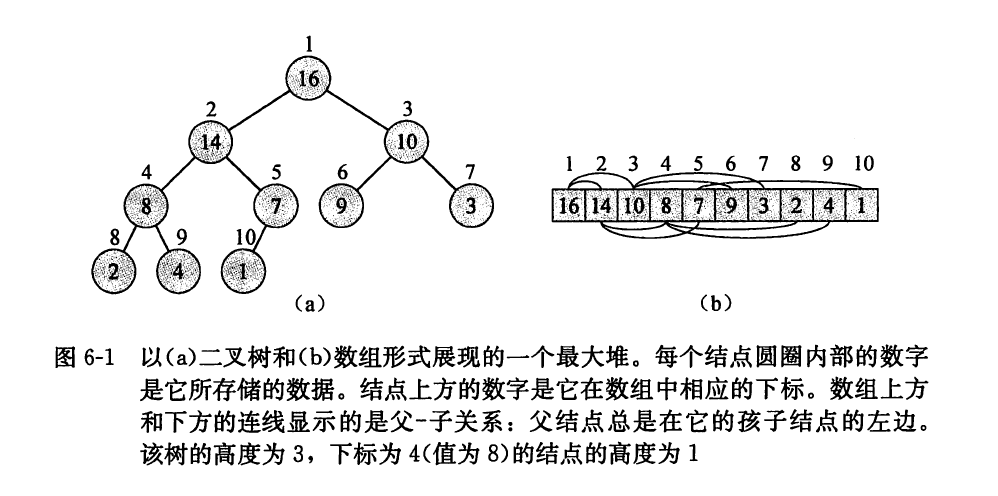 1
16
2
3
14
10
4
5
6
7
8
7
9
3
8
9
10
2
4
1
(a)
1 2 3 4 5 6 7 8 9 10
16 14 10 8 7 9 3 2 4 1
(b)
图 6-1 以(a)二叉树和(b)数组形式展现的一个最大堆。每个结点圆圈内部的数字
是它所存储的数据。结点上方的数字是它在数组中相应的下标。数组上方
和下方的连线显示的是父-子关系：父结点总是在它的孩子结点的左边。
该树的高度为 3，下标为 4(值为 8)的结点的高度为 1